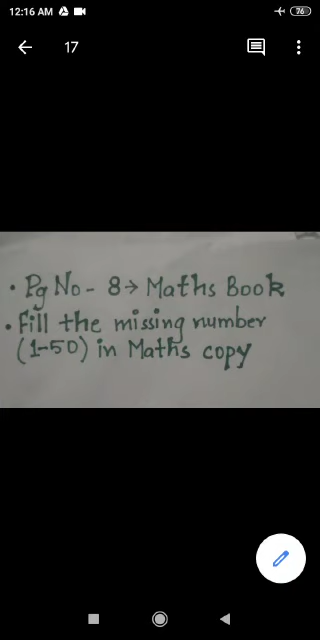 12:16 AM 76
17
• Pg No - 8 → Maths Book
• Fill the missing number
(1-50) in Maths copy